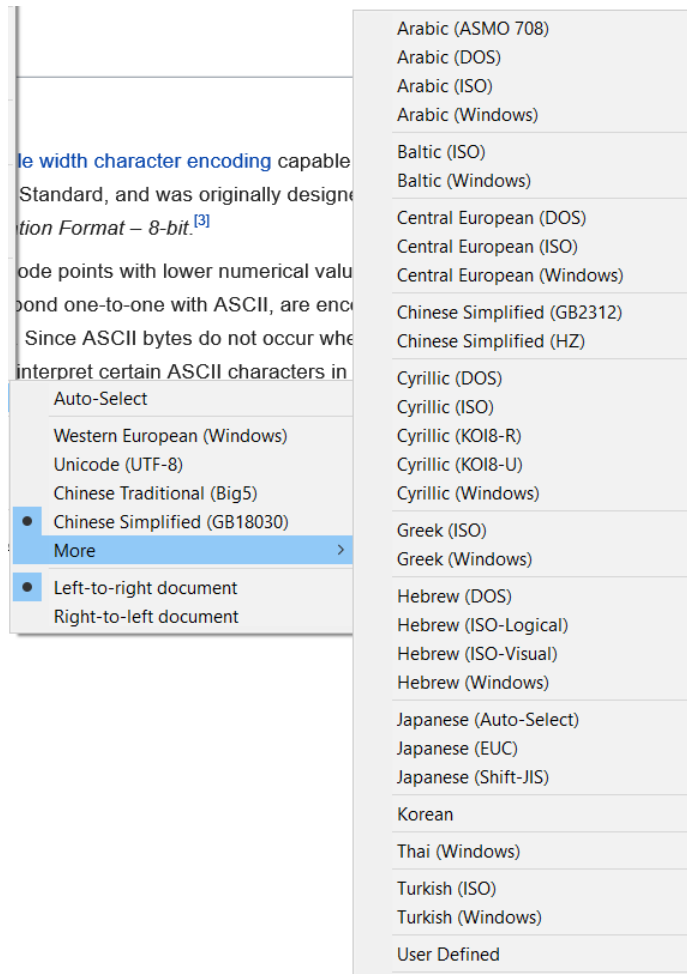 le width character encoding capable
Standard, and was originally designe
tion Format – 8-bit.[3]
ode points with lower numerical valu
pond one-to-one with ASCII, are enc
Since ASCII bytes do not occur whe
interpret certain ASCII characters in
Auto-Select
Western European (Windows)
Unicode (UTF-8)
Chinese Traditional (Big5)
Chinese Simplified (GB18030)
More
Left-to-right document
Right-to-left document
Arabic (ASMO 708)
Arabic (DOS)
Arabic (ISO)
Arabic (Windows)
Baltic (ISO)
Baltic (Windows)
Central European (DOS)
Central European (ISO)
Central European (Windows)
Chinese Simplified (GB2312)
Chinese Simplified (HZ)
Cyrillic (DOS)
Cyrillic (ISO)
Cyrillic (KOI8-R)
Cyrillic (KOI8-U)
Cyrillic (Windows)
Greek (ISO)
Greek (Windows)
Hebrew (DOS)
Hebrew (ISO-Logical)
Hebrew (ISO-Visual)
Hebrew (Windows)
Japanese (Auto-Select)
Japanese (EUC)
Japanese (Shift-JIS)
Korean
Thai (Windows)
Turkish (ISO)
Turkish (Windows)
User Defined